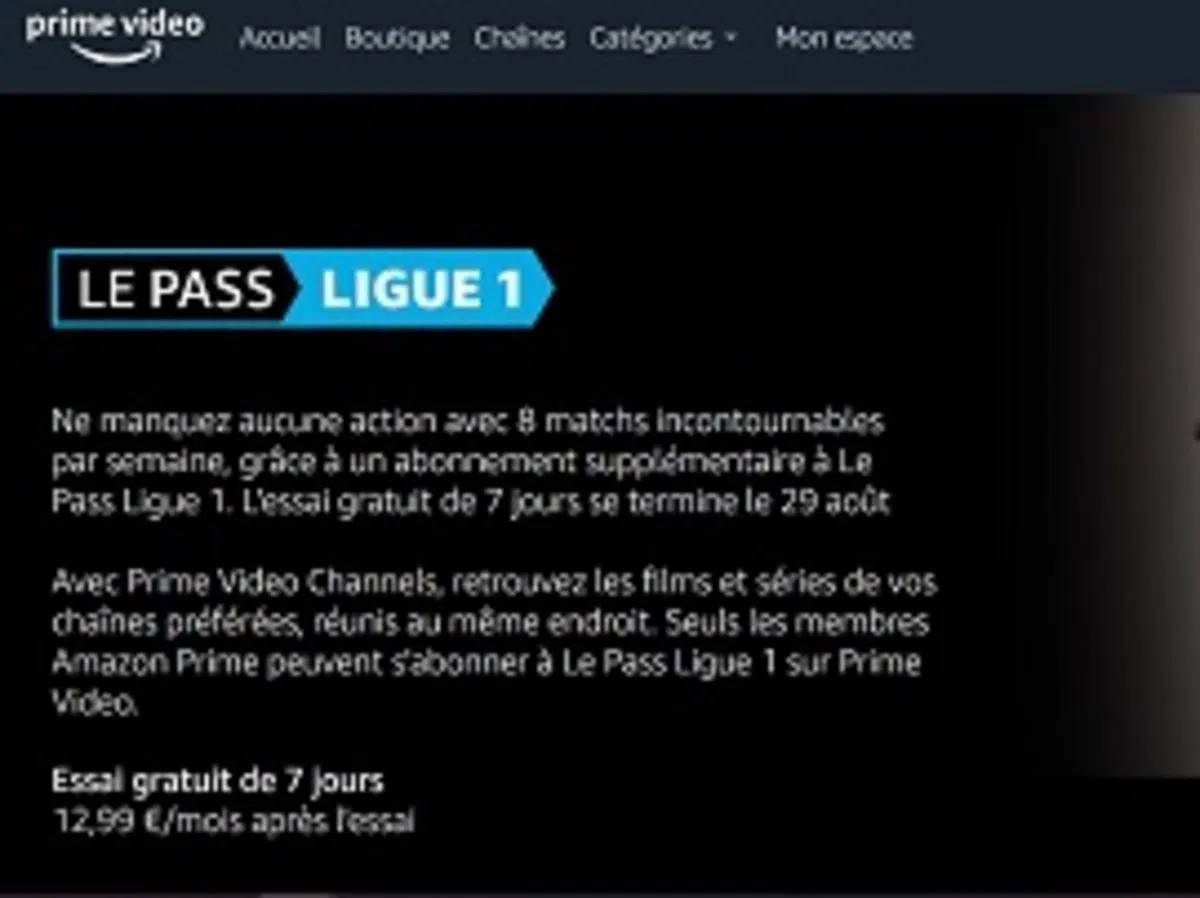 prime video
Accueil Boutique Chaînes Catégories Mon espace
LE PASS LIGUE 1
Ne manquez aucune action avec 8 matchs incontournables
par semaine, grâce à un abonnement supplémentaire à Le
Pass Ligue 1. L'essai gratuit de 7 jours se termine le 29 août
Avec Prime Video Channels, retrouvez les films et séries de vos
chaînes préférées, réunis au même endroit. Seuls les membres
Amazon Prime peuvent s'abonner à Le Pass Ligue 1 sur Prime
Video.
Essai gratuit de 7 jours
12,99 €/mois après l'essai